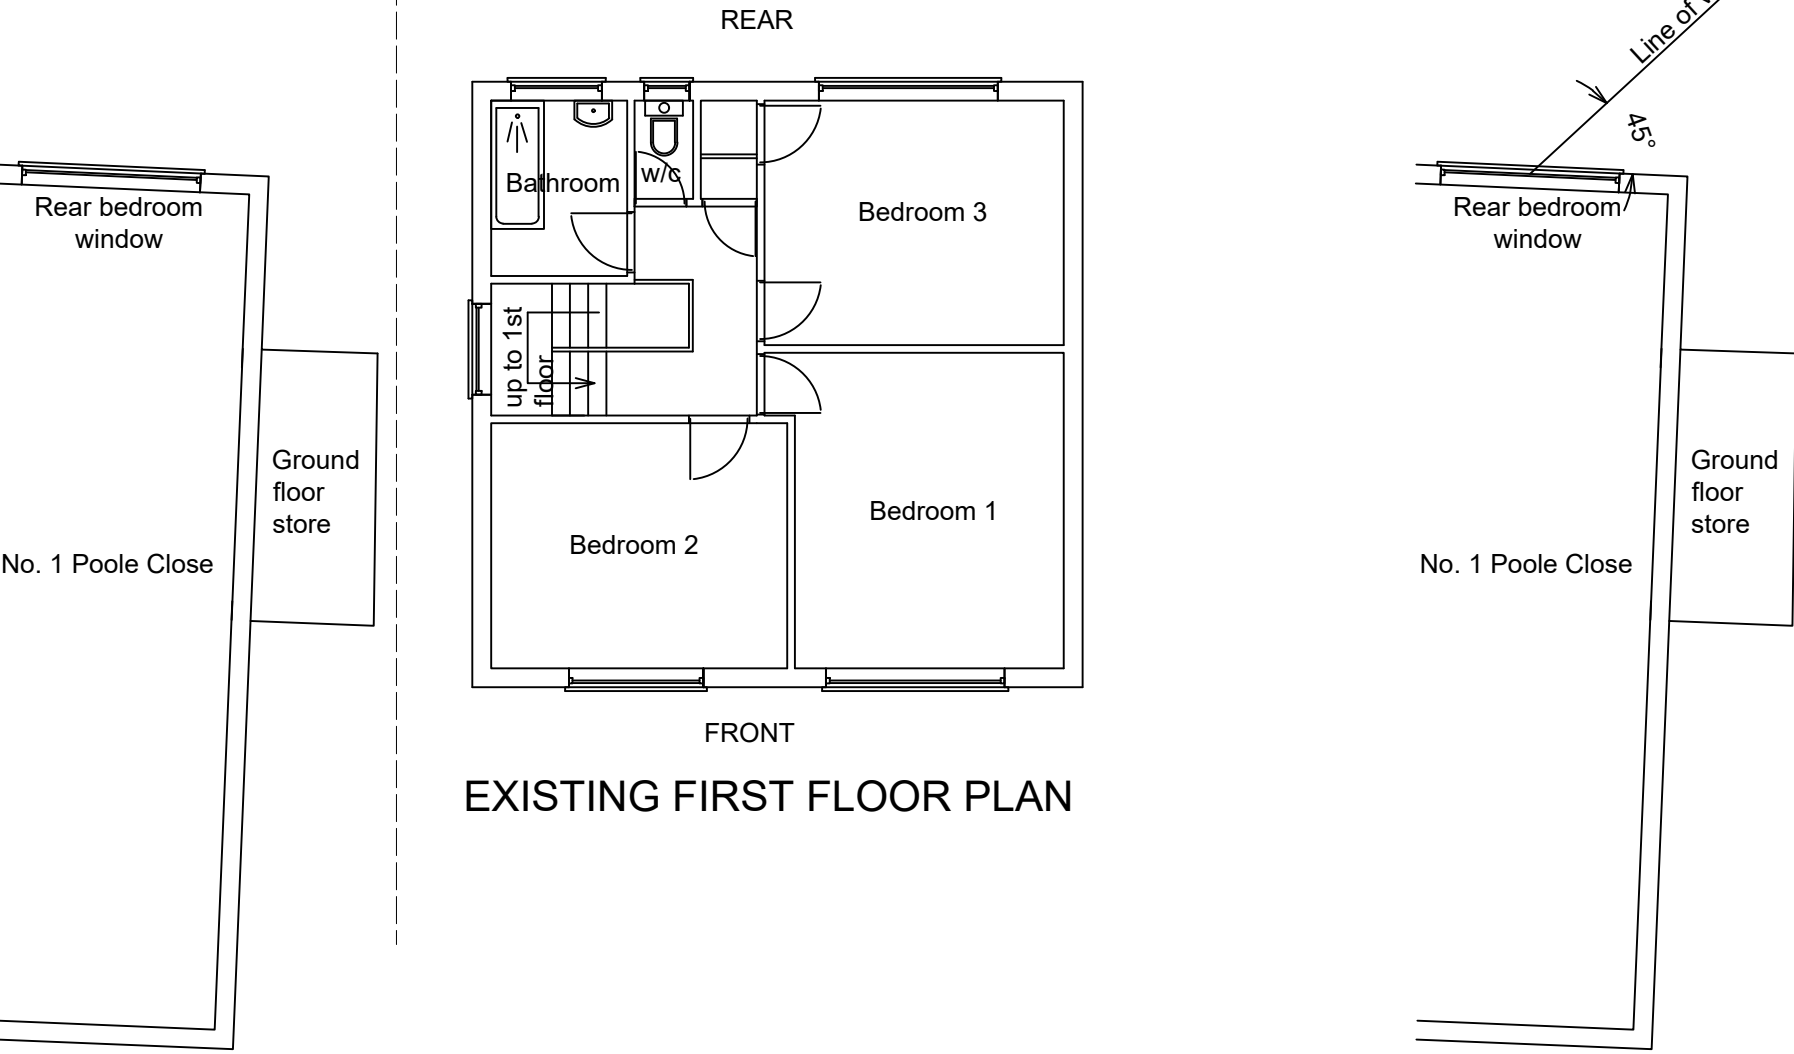 REAR
Line of
45°
Bathroom
w/c
Bedroom 3
Rear bedroom
window
Rear bedroom
window
up to 1st
floor
Ground
floor
store
Ground
floor
store
Bedroom 1
Bedroom 2
No. 1 Poole Close
No. 1 Poole Close
FRONT
EXISTING FIRST FLOOR PLAN